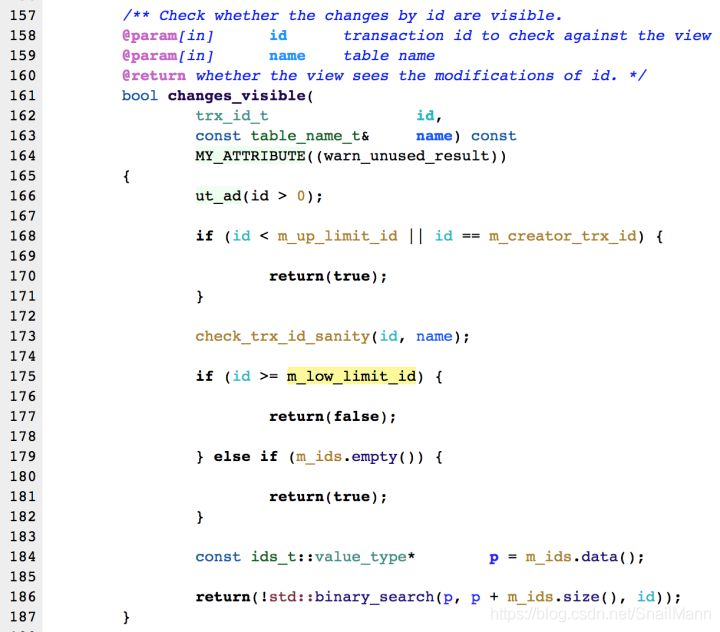 157 /** Check whether the changes by id are visible.
158 @param[in] id transaction id to check against the view
159 @param[in] name table name
160 @return whether the view sees the modifications of id. */
161 bool changes_visible(
162 trx_id_t id,
163 const table_name_t& name) const
164 MY_ATTRIBUTE((warn_unused_result))
165 {
166 ut_ad(id > 0);
167
168 if (id < m_up_limit_id || id == m_creator_trx_id) {
169
170 return(true);
171 }
172
173 check_trx_id_sanity(id, name);
174
175 if (id >= m_low_limit_id) {
176
177 return(false);
178
179 } else if (m_ids.empty()) {
180
181 return(true);
182 }
183
184 const ids_t::value_type* p = m_ids.data();
185
186 return(!std::binary_search(p, p + m_ids.size(), id));
187 }
https://blog.csdn.net/SnailMann